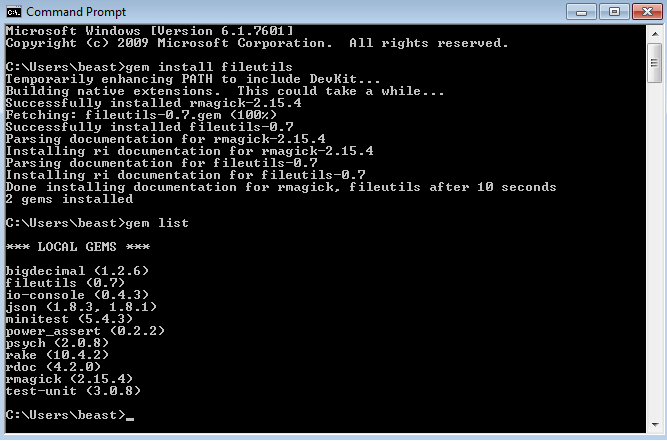 Command Prompt
Microsoft Windows [Version 6.1.7601]
Copyright (c) 2009 Microsoft Corporation.  All rights reserved.
C:\Users\beast>gem install fileutils
Temporarily enhancing PATH to include DevKit...
Building native extensions.  This could take a while...
Successfully installed rmagick-2.15.4
Fetching: fileutils-0.7.gem (100%)
Successfully installed fileutils-0.7
Parsing documentation for rmagick-2.15.4
Installing ri documentation for rmagick-2.15.4
Parsing documentation for fileutils-0.7
Installing ri documentation for fileutils-0.7
Done installing documentation for rmagick, fileutils after 10 seconds
2 gems installed
C:\Users\beast>gem list
*** LOCAL GEMS ***
bigdecimal (1.2.6)
fileutils (0.7)
io-console (0.4.3)
json (1.8.3, 1.8.1)
minitest (5.4.3)
power_assert (0.2.2)
psych (2.0.8)
rake (10.4.2)
rdoc (4.2.0)
rmagick (2.15.4)
test-unit (3.0.8)
C:\Users\beast>_